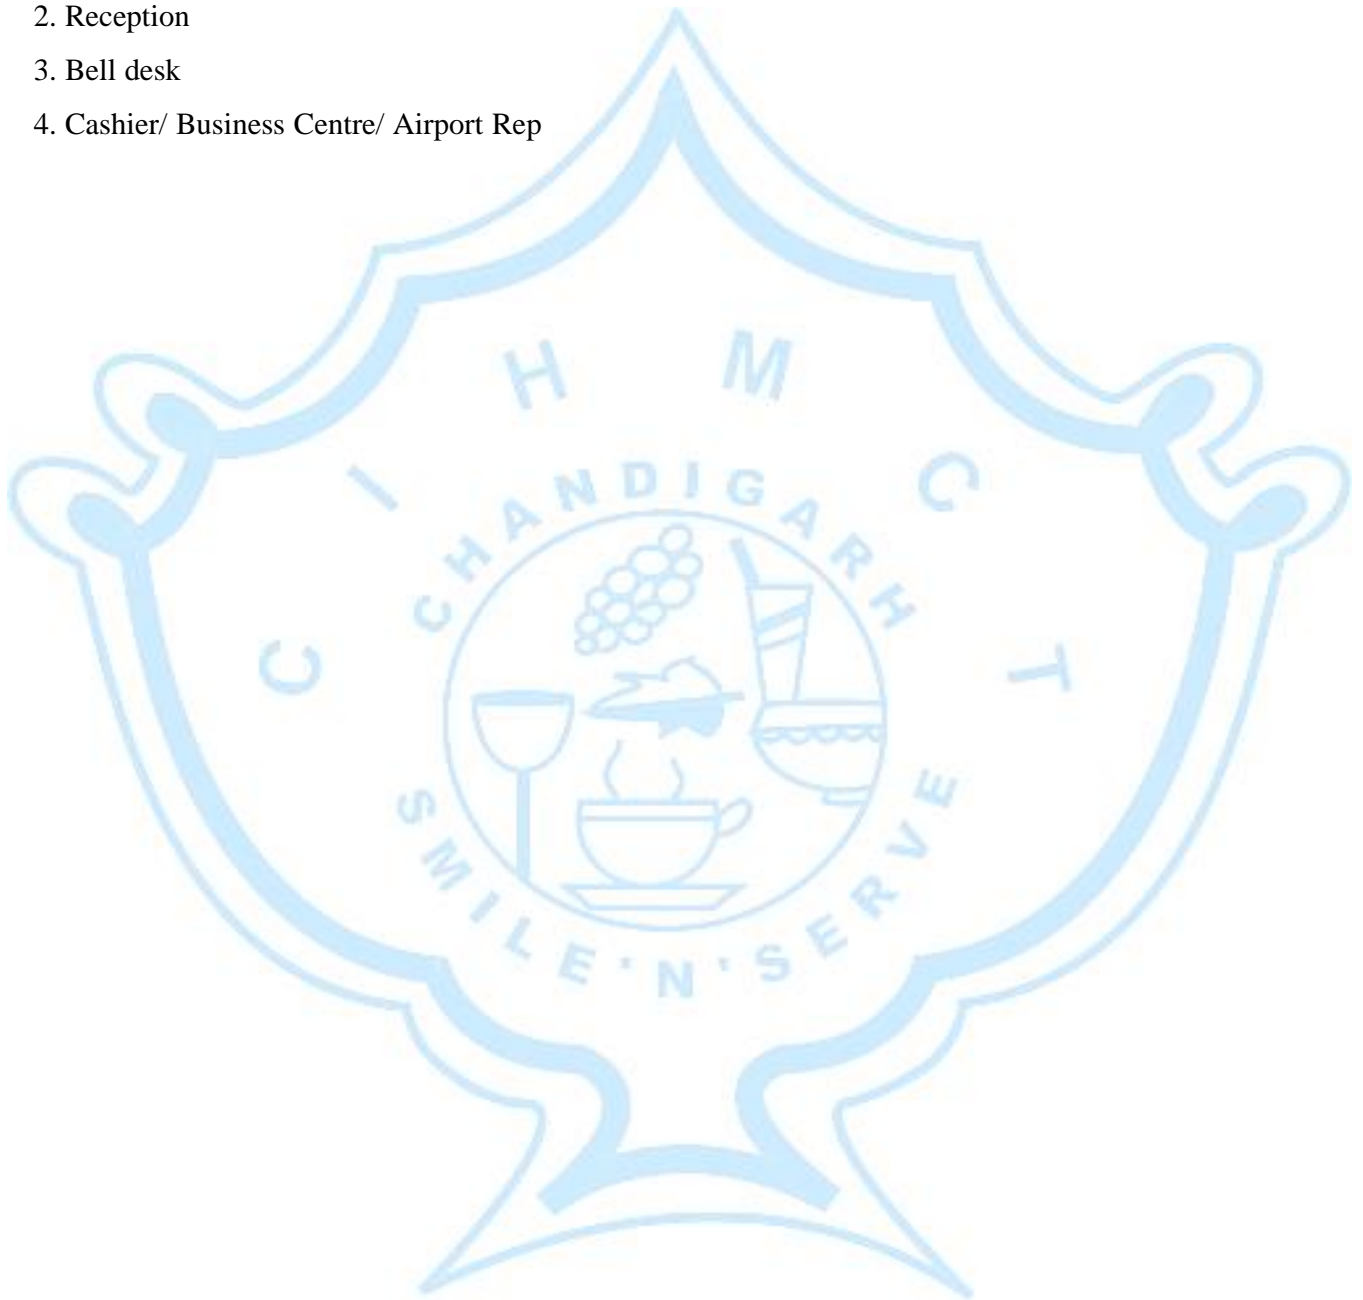 2. Reception
3. Bell desk
4. Cashier/ Business Centre/ Airport Rep
C I H M C T
CHANDIGARH
SMILE'N'SERVE